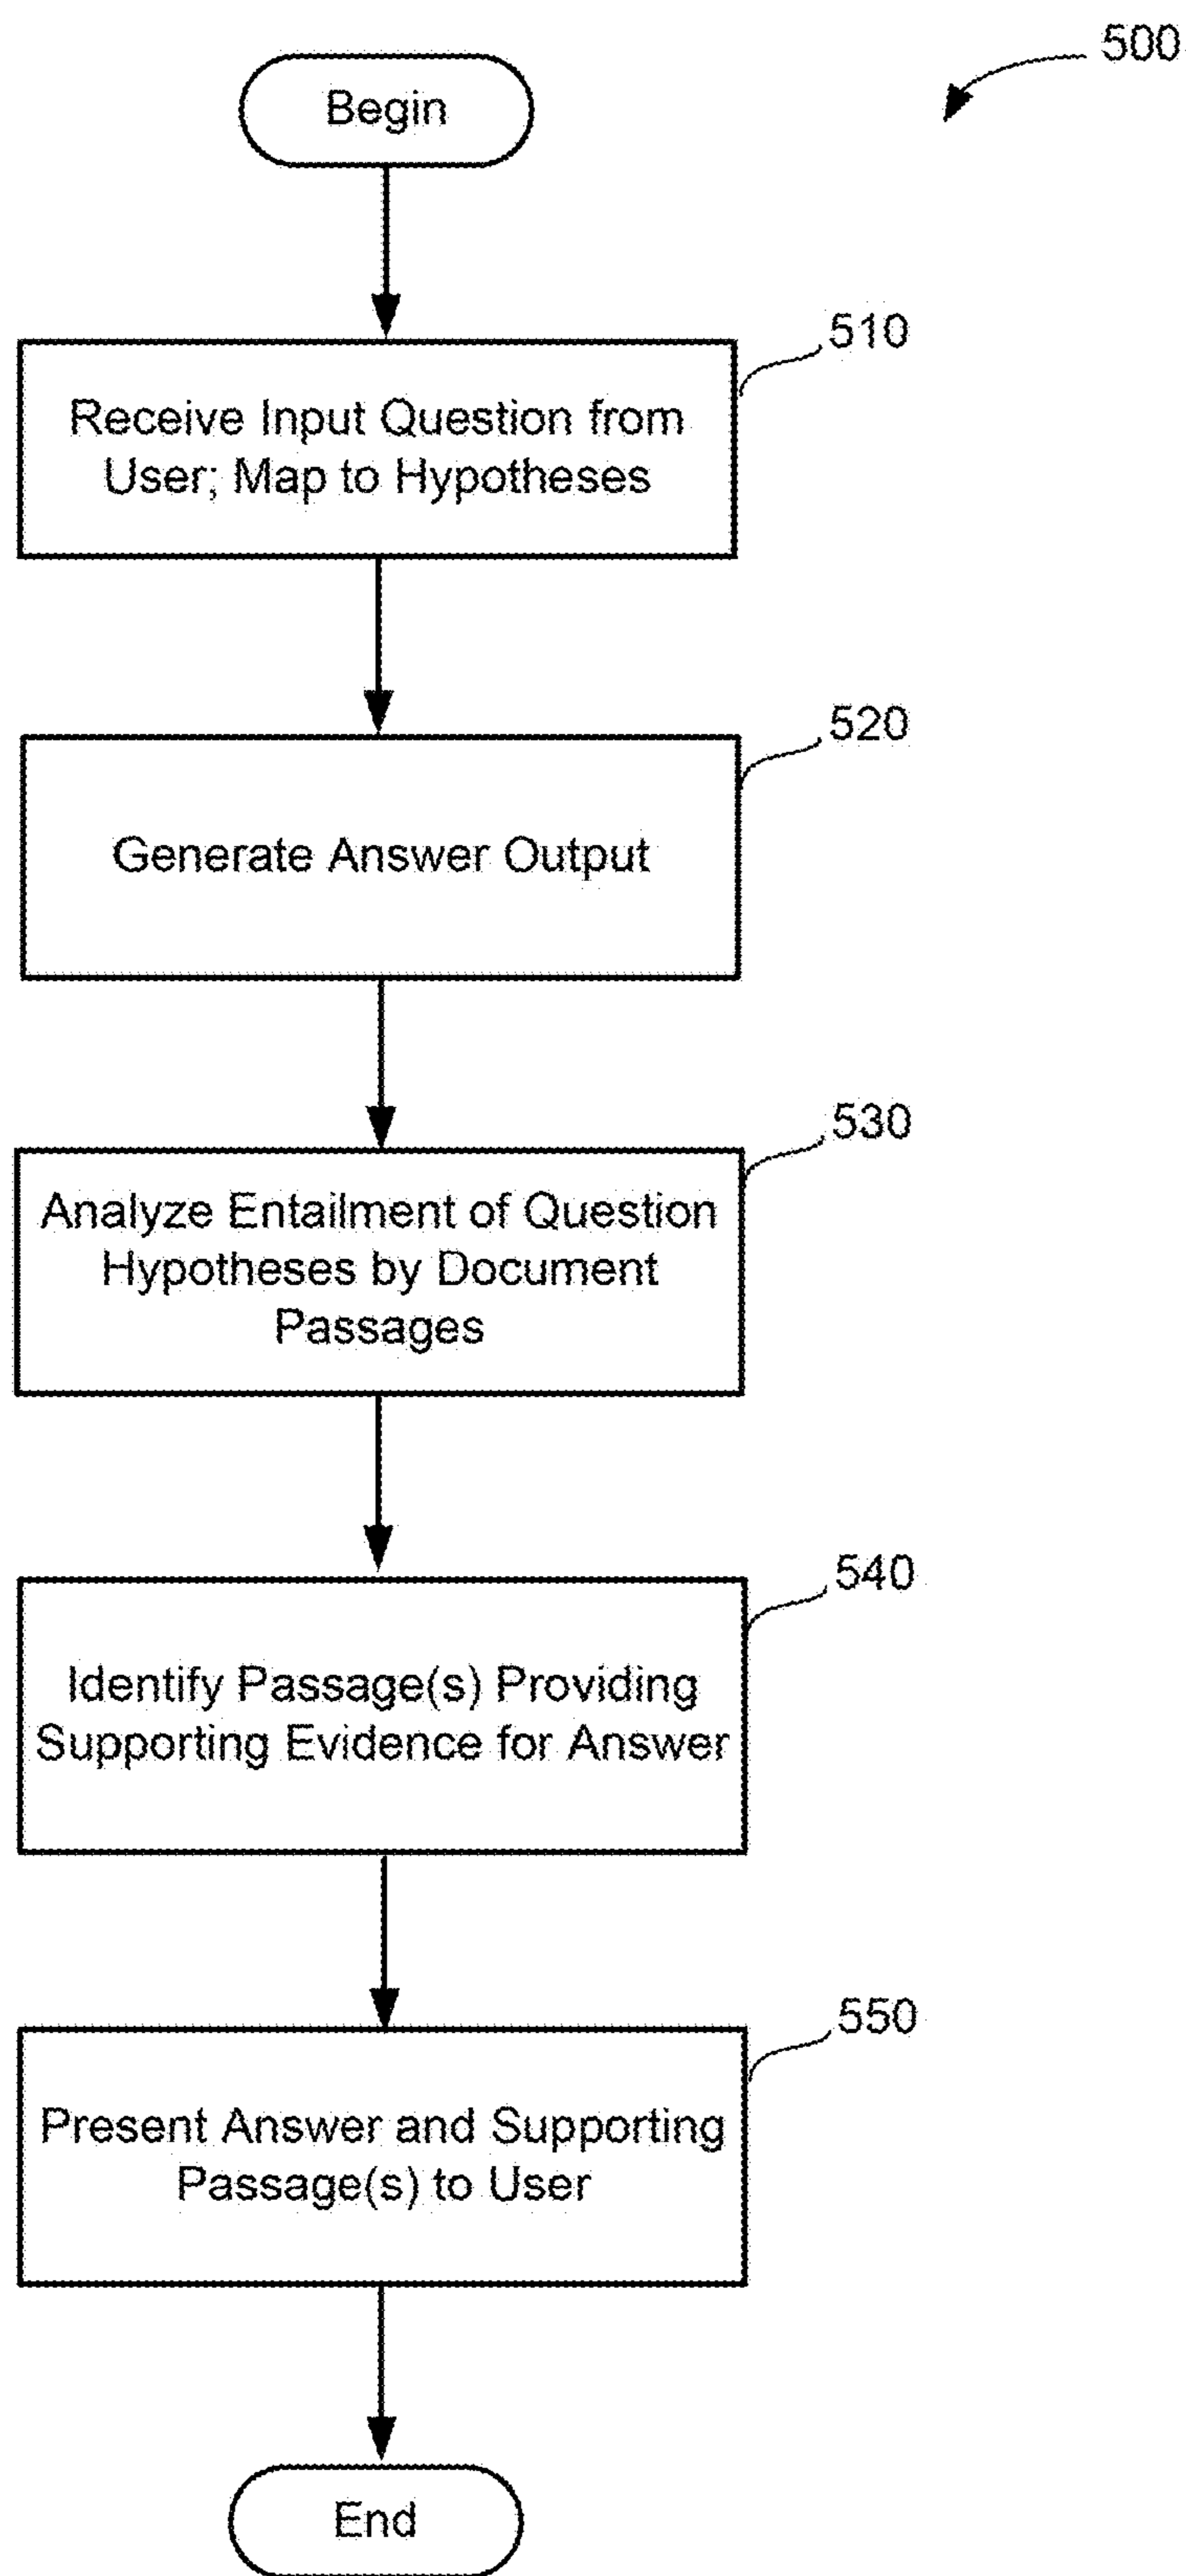 500
Begin
510
Receive Input Question from
User; Map to Hypotheses
520
Generate Answer Output
530
Analyze Entailment of Question
Hypotheses by Document
Passages
540
Identify Passage(s) Providing
Supporting Evidence for Answer
550
Present Answer and Supporting
Passage(s) to User
End